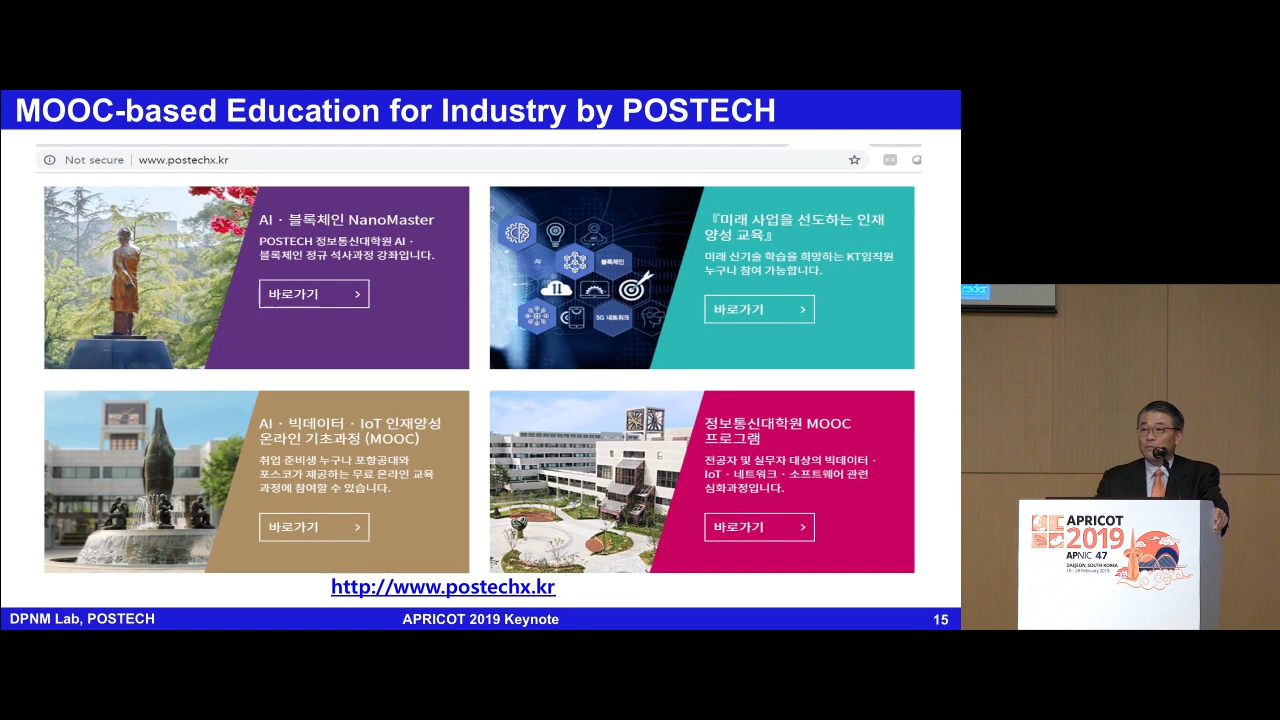 MOOC-based Education for Industry by POSTECH
Not secure | www.postechx.kr
AI · 블록체인 NanoMaster
POSTECH 정보통신대학원 AI ·
블록체인 정규 석사과정 강좌입니다.
바로가기 >
AI
블록체인
5G 네트워크
『미래 사업을 선도하는 인재
양성 교육』
미래 신기술 학습을 희망하는 KT임직원
누구나 참여 가능합니다.
바로가기 >
AI · 빅데이터 · IoT 인재양성
온라인 기초과정 (MOOC)
취업 준비생 누구나 포항공대와
포스코가 제공하는 무료 온라인 교육
과정에 참여할 수 있습니다.
바로가기 >
정보통신대학원 MOOC
프로그램
전공자 및 실무자 대상의 빅데이터 ·
IoT · 네트워크 · 소프트웨어 관련
심화과정입니다.
바로가기 >
http://www.postechx.kr
DPNM Lab, POSTECH
APRICOT 2019 Keynote
15
APRICOT
2019
APNIC 47
DAEJEON, SOUTH KOREA